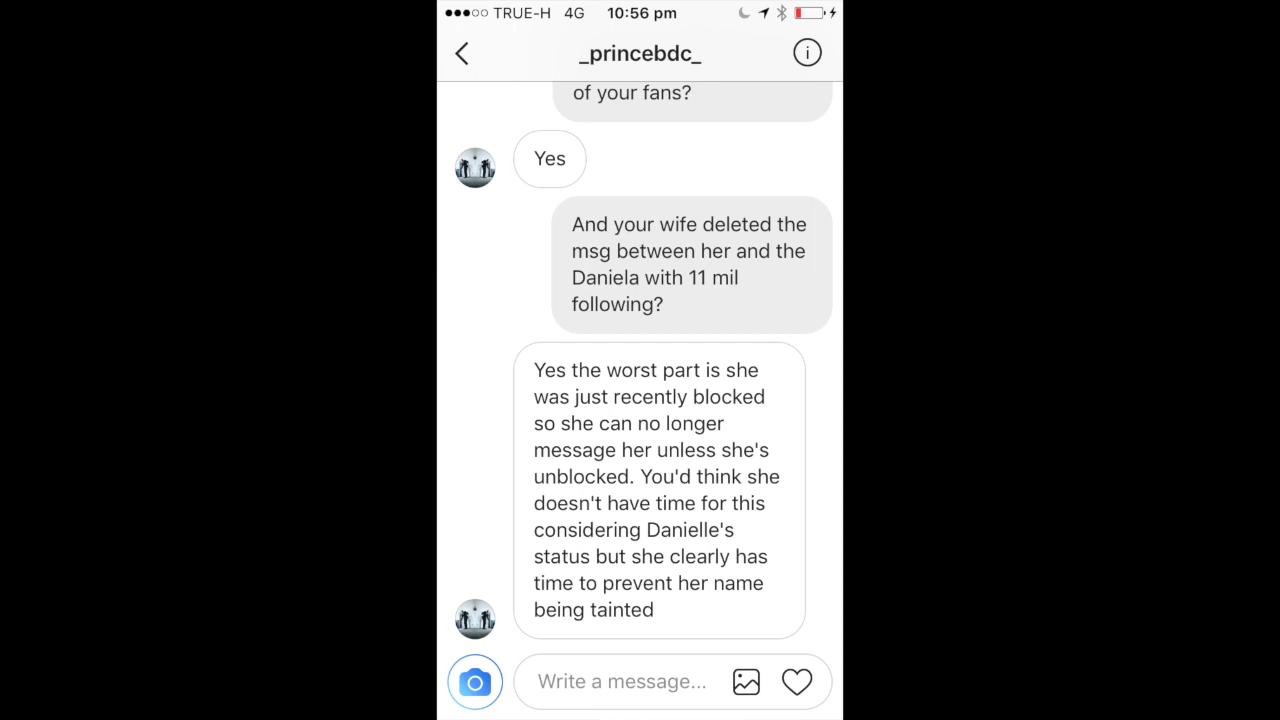 TRUE-H 4G 10:56 pm
_princebdc_
of your fans?
Yes
And your wife deleted the
msg between her and the
Daniela with 11 mil
following?
Yes the worst part is she
was just recently blocked
so she can no longer
message her unless she's
unblocked. You'd think she
doesn't have time for this
considering Danielle's
status but she clearly has
time to prevent her name
being tainted
Write a message...